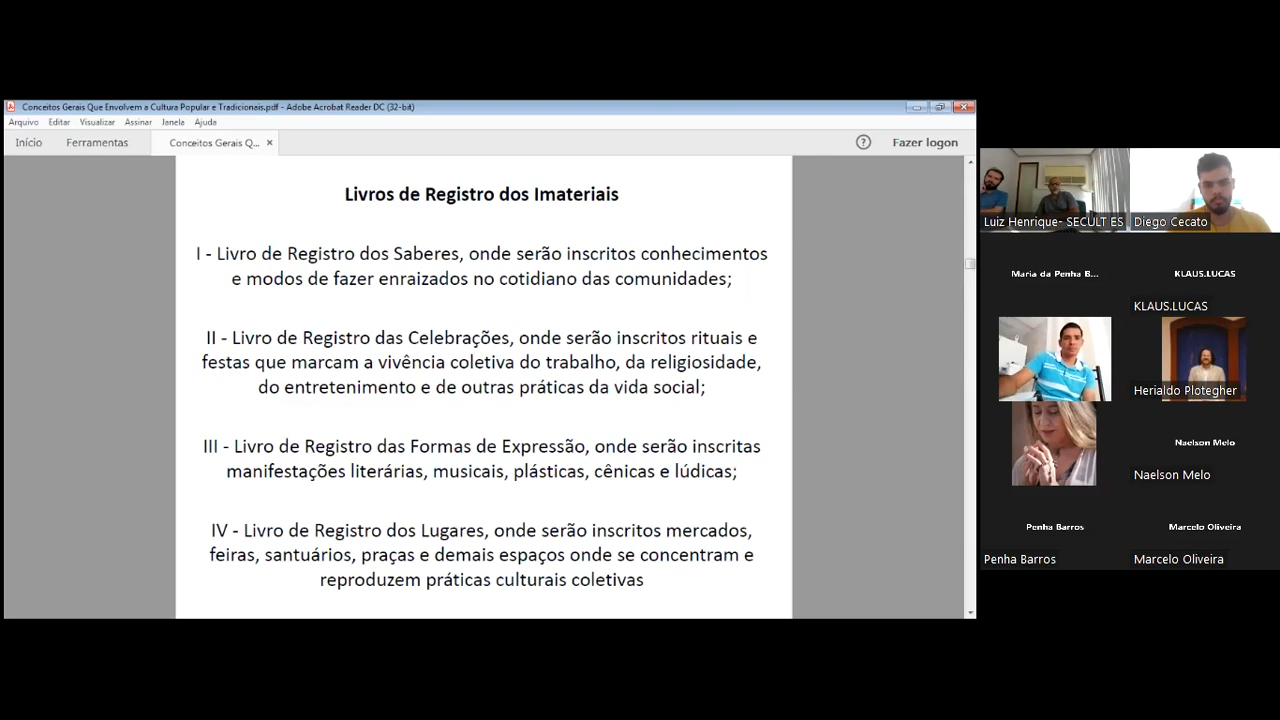 Conceitos Gerais Que Envolvem a Cultura Popular e Tradicionais.pdf - Adobe Acrobat Reader DC (32-bit)
Arquivo Editar Visualizar Assinar Janela Ajuda
Início Ferramentas Conceitos Gerais Q... × ? Fazer logon
Livros de Registro dos Imateriais
I - Livro de Registro dos Saberes, onde serão inscritos conhecimentos
e modos de fazer enraizados no cotidiano das comunidades;
II - Livro de Registro das Celebrações, onde serão inscritos rituais e
festas que marcam a vivência coletiva do trabalho, da religiosidade,
do entretenimento e de outras práticas da vida social;
III - Livro de Registro das Formas de Expressão, onde serão inscritas
manifestações literárias, musicais, plásticas, cênicas e lúdicas;
IV - Livro de Registro dos Lugares, onde serão inscritos mercados,
feiras, santuários, praças e demais espaços onde se concentram e
reproduzem práticas culturais coletivas
Luiz Henrique- SECULT ES
Diego Cecato
Maria da Penha B...
KLAUS.LUCAS
KLAUS.LUCAS
Herialdo Plotegher
Naelson Melo
Naelson Melo
Penha Barros
Marcelo Oliveira
Penha Barros
Marcelo Oliveira